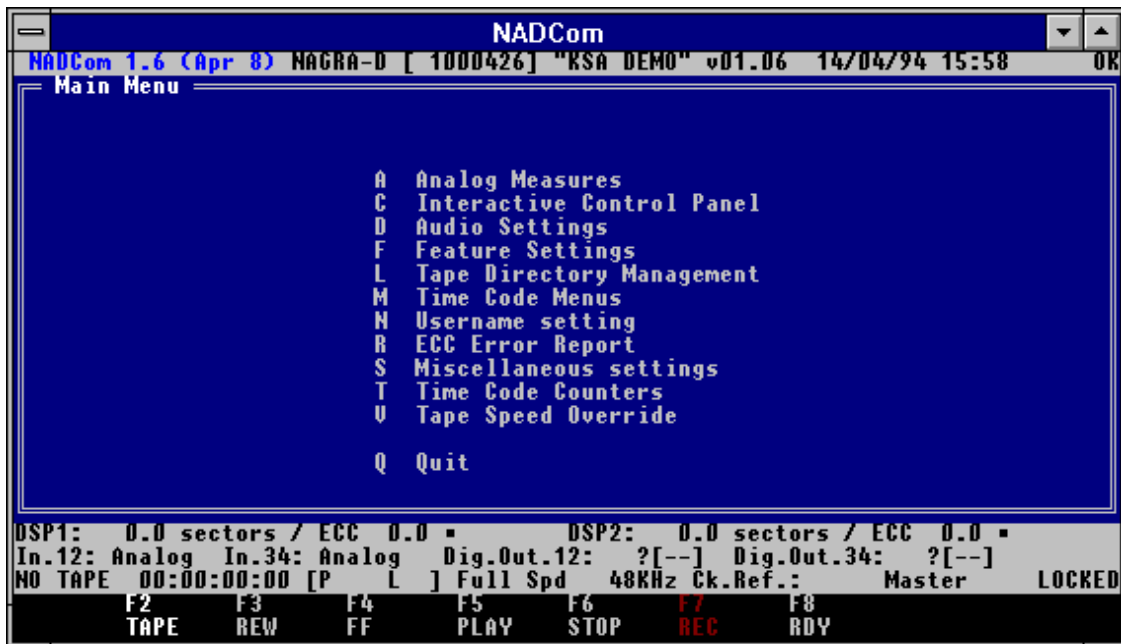 NADCom
NADCom 1.6 (Apr 8) NAGRA-D [ 1000426] "KSA DEMO" v01.06 14/04/94 15:58 OK
Main Menu
A Analog Measures
C Interactive Control Panel
D Audio Settings
F Feature Settings
L Tape Directory Management
M Time Code Menus
N Username setting
R ECC Error Report
S Miscellaneous settings
T Time Code Counters
V Tape Speed Override
Q Quit
DSP1: 0.0 sectors / ECC 0.0 ▪ DSP2: 0.0 sectors / ECC 0.0 ▪
In.12: Analog In.34: Analog Dig.Out.12: ?[--] Dig.Out.34: ?[--]
NO TAPE 00:00:00:00 [P L ] Full Spd 48KHz Ck.Ref.: Master LOCKED
F2 F3 F4 F5 F6 F7 F8
TAPE REW FF PLAY STOP REC RDY